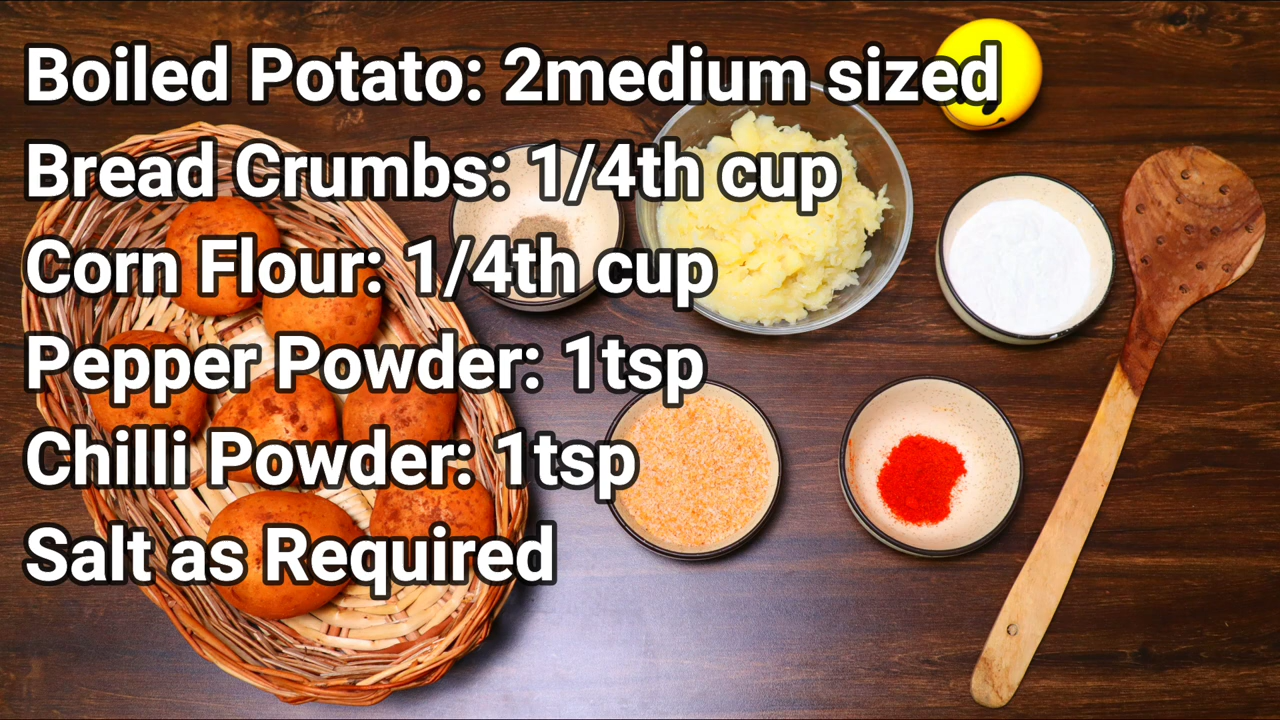 Boiled Potato: 2medium sized
Bread Crumbs: 1/4th cup
Corn Flour: 1/4th cup
Pepper Powder: 1tsp
Chilli Powder: 1tsp
Salt as Required